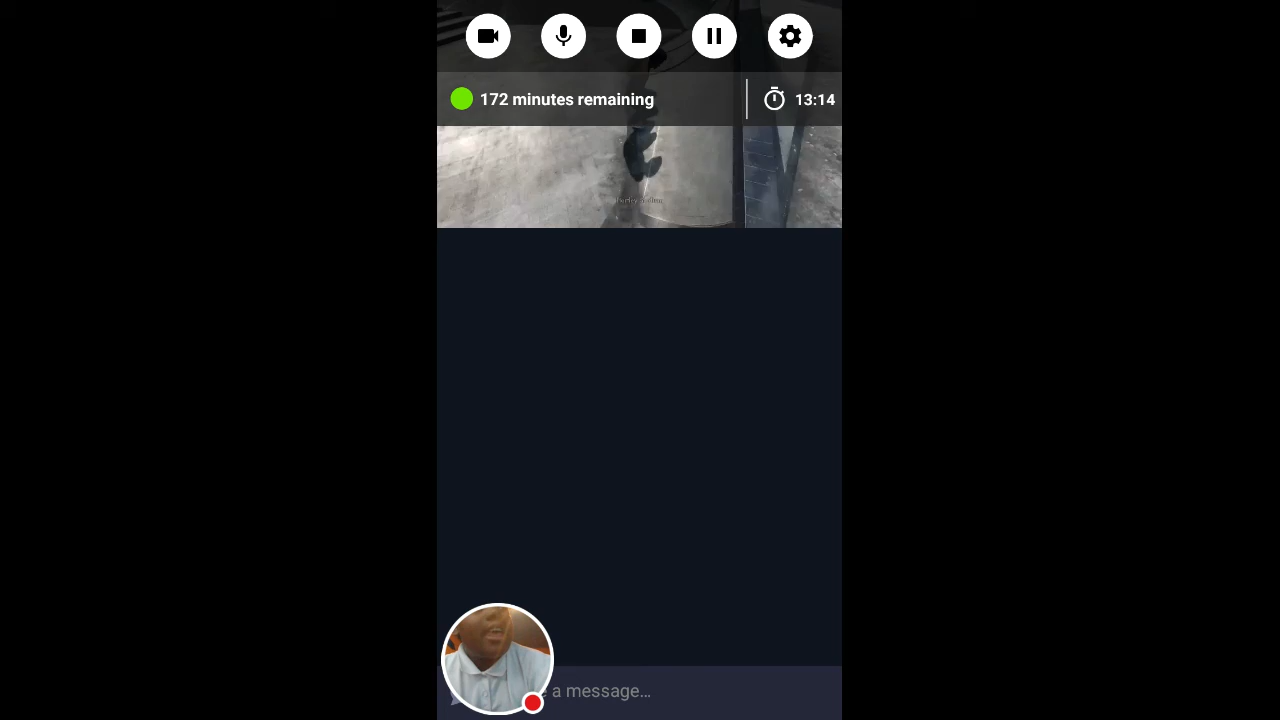 172 minutes remaining
13:14
a message…